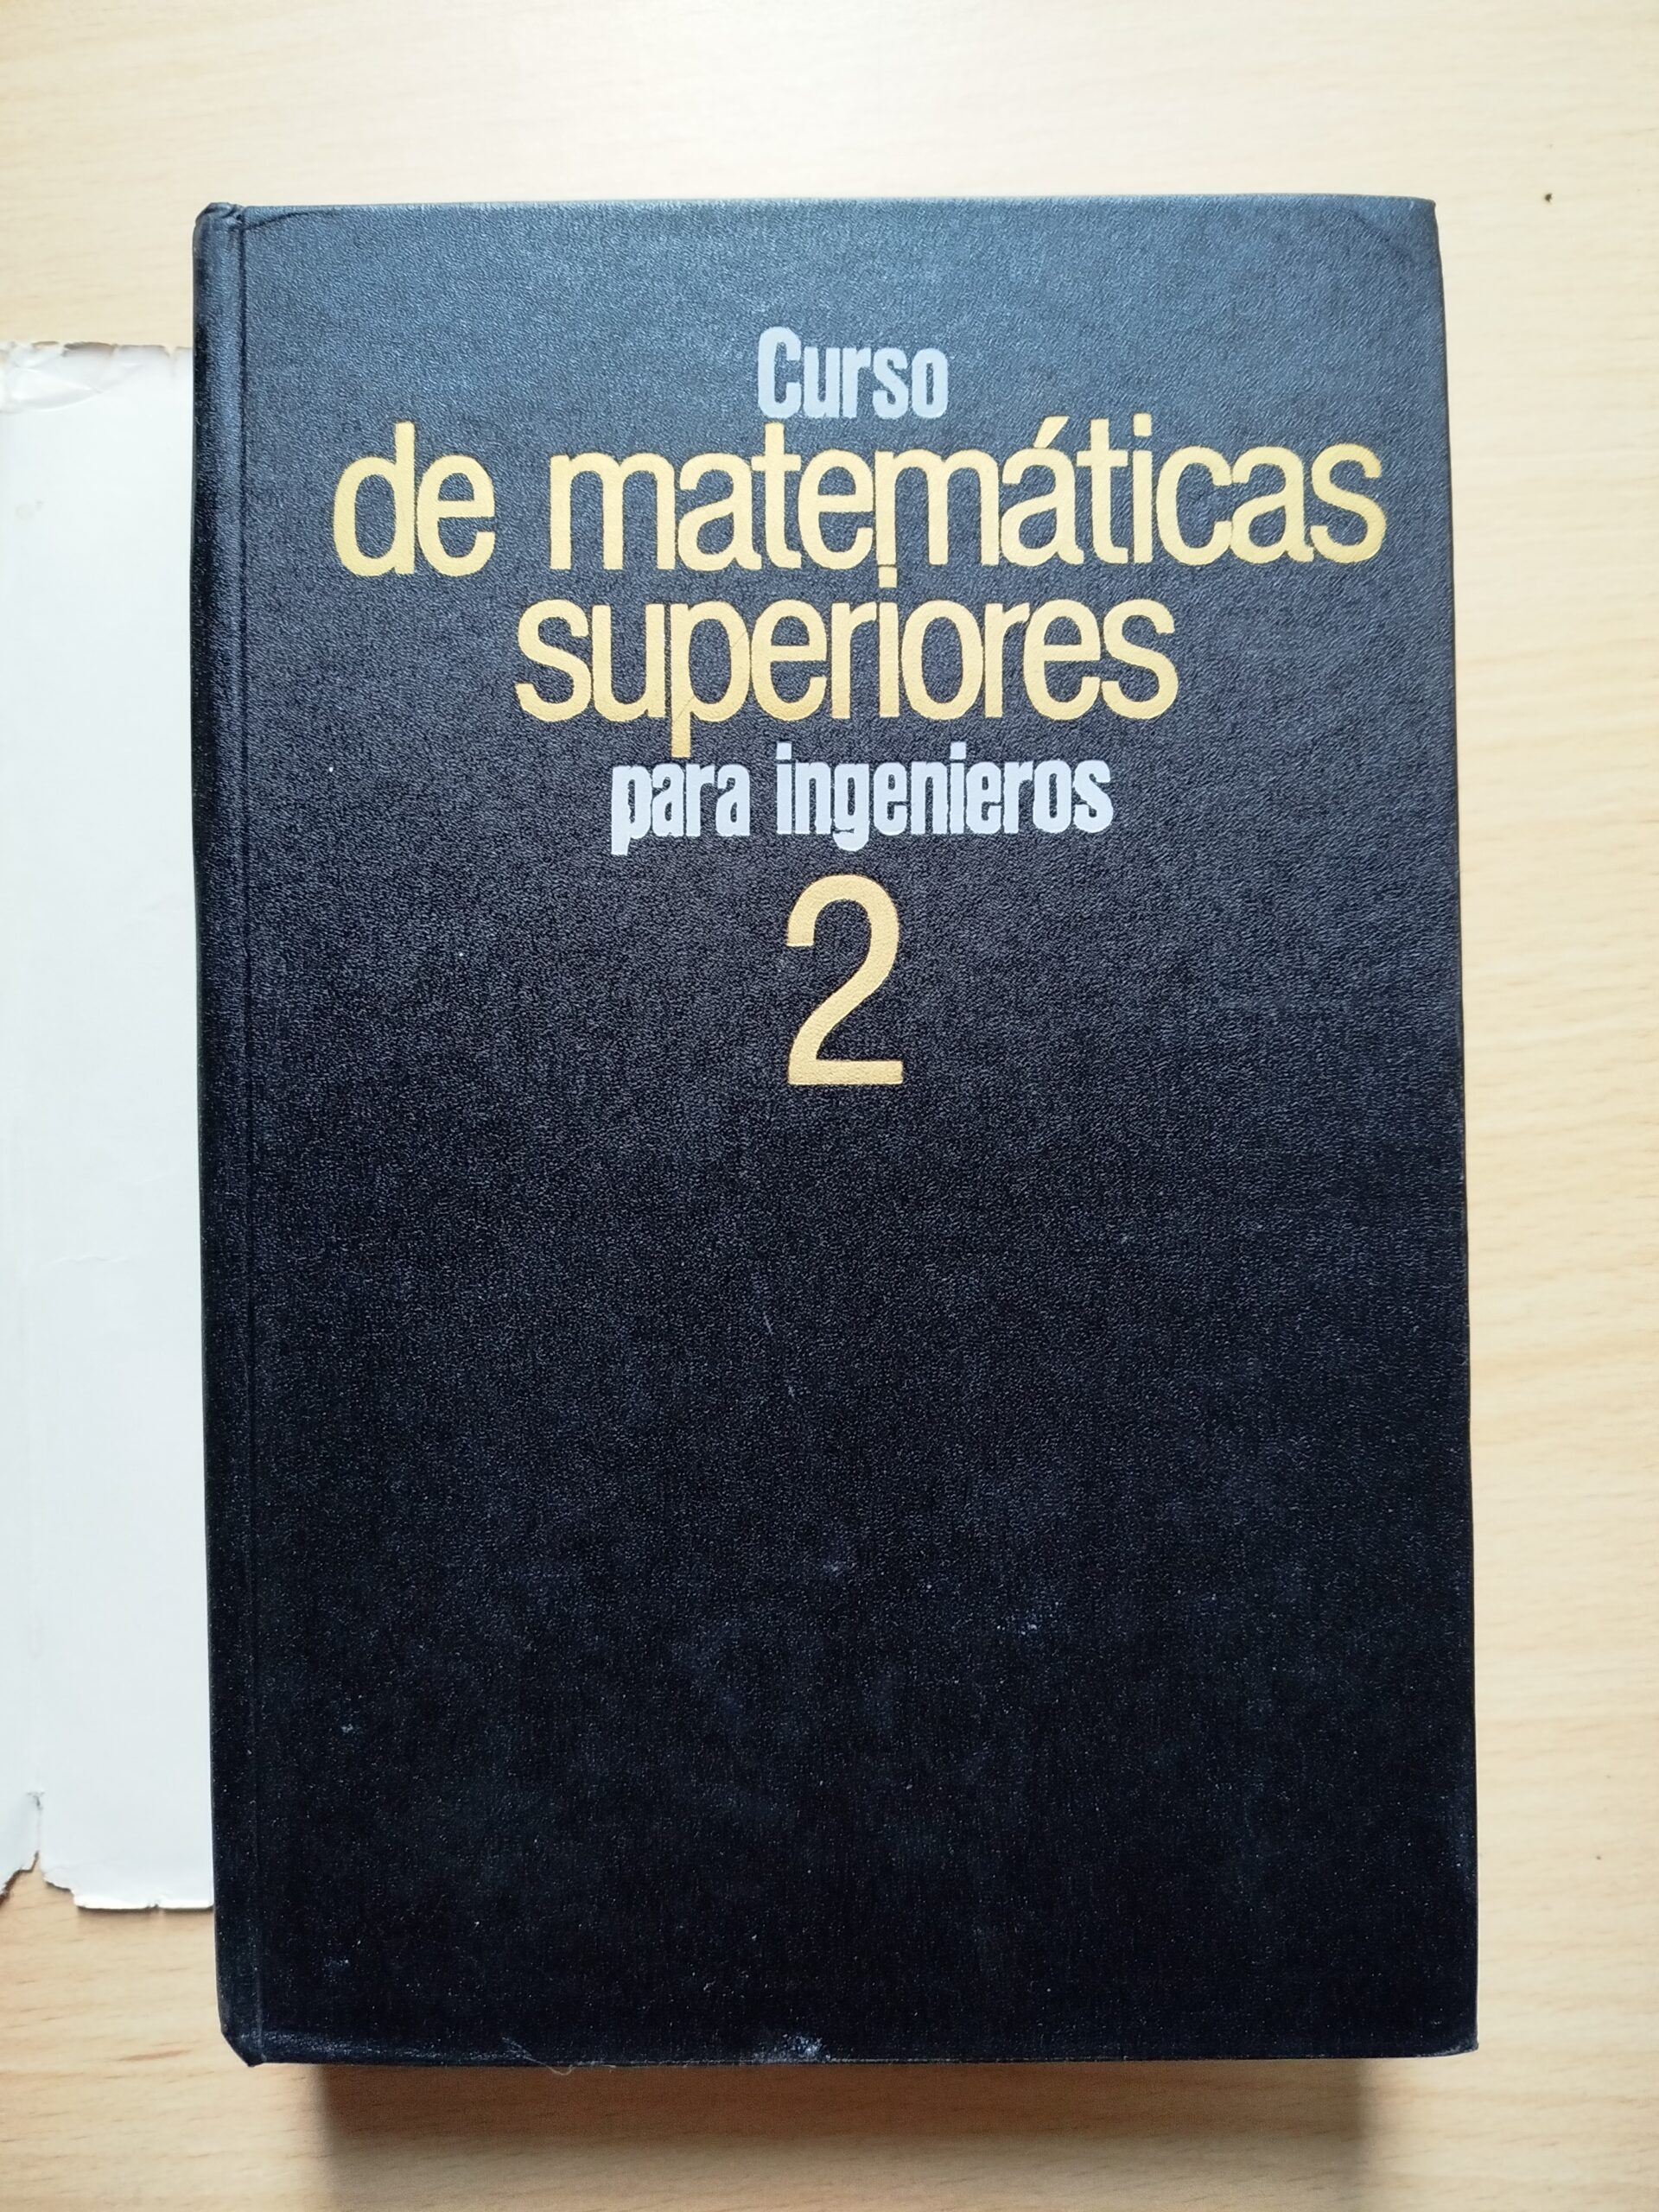 Curso
de matemáticas
superiores
para ingenieros
2